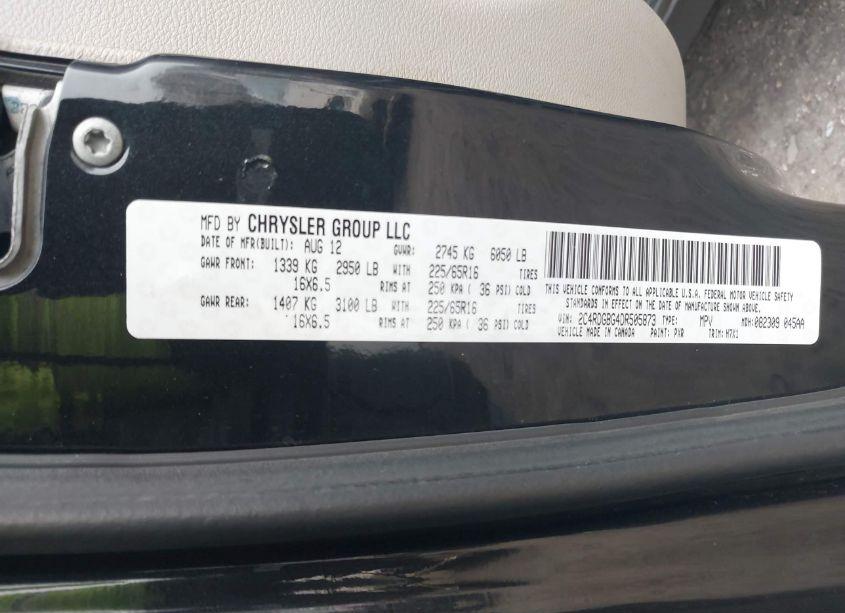 MFD BY CHRYSLER GROUP LLC
DATE OF MFR(BUILT): AUG 12 GVWR: 2745 KG 6050 LB
GAWR FRONT: 1339 KG 2950 LB WITH 225/65R16 TIRES
16X6.5 RIMS AT 250 KPA ( 36 PSI) COLD
GAWR REAR: 1407 KG 3100 LB WITH 225/65R16 TIRES
16X6.5 RIMS AT 250 KPA ( 36 PSI) COLD
THIS VEHICLE CONFORMS TO ALL APPLICABLE U.S.A. FEDERAL MOTOR VEHICLE SAFETY
STANDARDS IN EFFECT ON THE DATE OF MANUFACTURE SHOWN ABOVE.
VIN: 2C4RDGBG4DR505873 TYPE: MPV MDH: 082309 045AA
VEHICLE MADE IN CANADA PAINT: PXR TRIM: H7X1